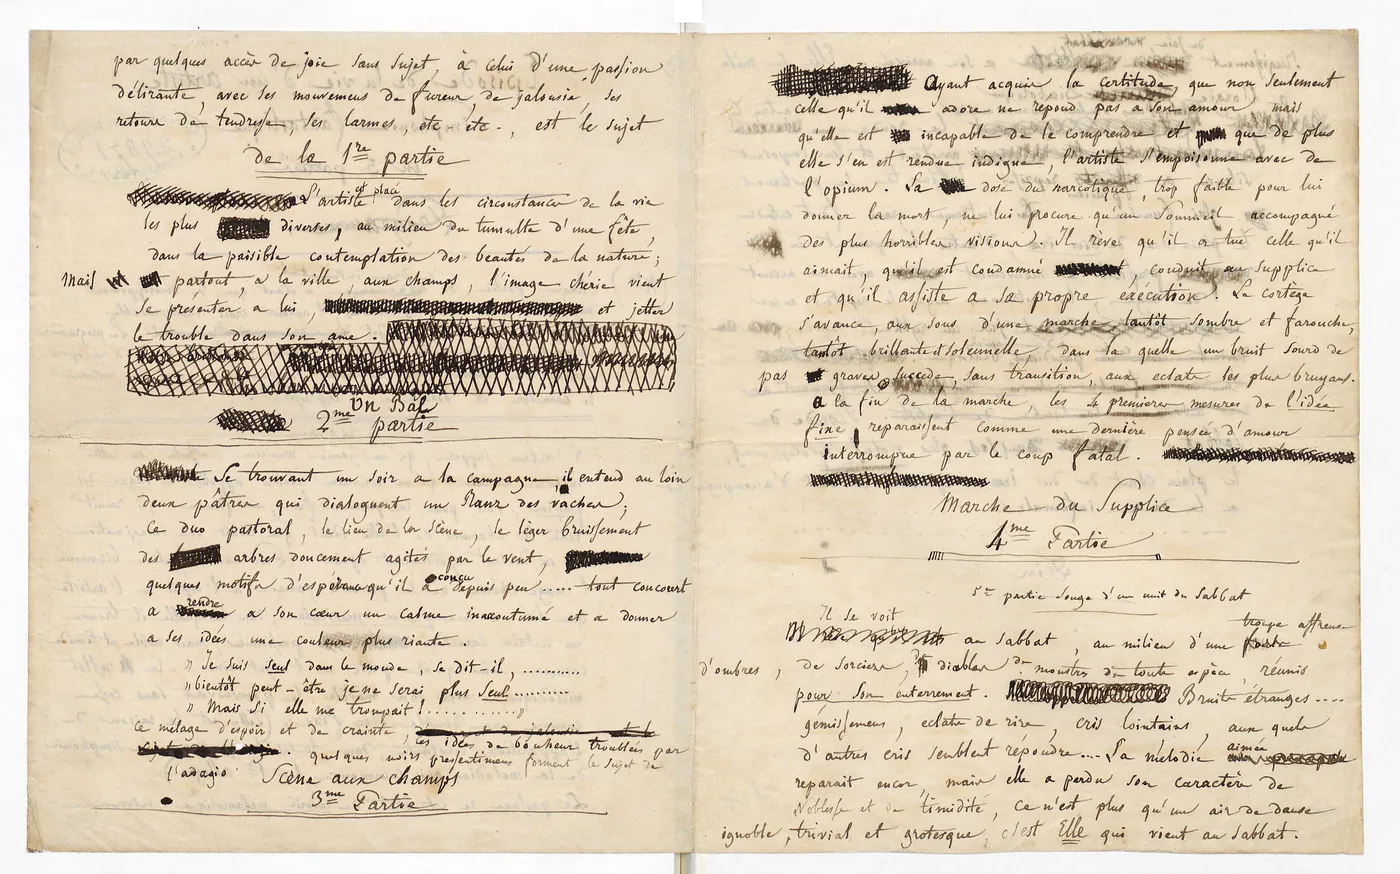 par quelques accès de joie sans sujet, à celui d'une passion
délirante, avec ses mouvemens de fureur, de jalousie, ses
retours de tendresse, ses larmes, etc etc., est le sujet
de la 1re partie
L'artiste est placé dans les circonstances de la vie
les plus diverses, au milieu du tumulte d'une fête,
dans la paisible contemplation des beautés de la nature;
Mais partout, a la ville, aux champs, l'image chérie vient
se présenter a lui, et jetter
le trouble dans son ame.
Un Bal
2me partie
Se trouvant un soir a la campagne, il entend au loin
deux pâtres qui dialoguent un Ranz des vaches;
ce duo pastoral, le lieu de la scène, le léger bruissement
des arbres doucement agités par le vent,
quelques motifs d'espérance qu'il a conçu depuis peu ..... tout concourt
a rendre a son cœur un calme inaccoutumé et a donner
a ses idées une couleur plus riante.
" Je suis seul dans le monde, se dit-il, ..........
" bientôt peut-être je ne serai plus seul..........
" Mais si elle me trompait ! .......... "
Ce mélage d'espoir et de crainte,
les idées de bonheur troublées par
quelques noirs pressentimens forment le sujet de
l'adagio
Scène aux champs
3me Partie
Ayant acquis la certitude, que non seulement
celle qu'il adore ne repond pas a son amour, mais
qu'elle est incapable de le comprendre et que de plus
elle s'en est rendue indigne l'artiste s'empoisonne avec de
l'opium. La dose du narcotique, trop faible pour lui
donner la mort, ne lui procure qu'un sommeil accompagné
des plus horribles visions. Il rêve qu'il a tué celle qu'il
aimait, qu'il est condamné, conduit au supplice
et qu'il assiste a sa propre exécution. Le cortège
s'avance, aux sons d'une marche tantôt sombre et farouche,
tantôt brillante et solennelle, dans la quelle un bruit sourd de
pas graves succède, sans transition, aux eclats les plus bruyans.
a la fin de la marche, les 4 premieres mesures de l'idée
fixe reparaissent comme une dernière pensée d'amour
interrompue par le coup fatal.
Marche du Supplice
4me Partie
5e partie Songe d'un nuit du Sabbat
Il se voit au sabbat, au milieu d'une troupe affreuse
d'ombres, de sorciers, de diables de monstres de toute espèce, réunis
pour son enterrement. Bruits étranges....
gémissemens, eclats de rire, cris lointains, aux quels
d'autres cris semblent répondre.... La melodie aimée
reparait encor, mais elle a perdu son caractère de
Noblesse et de timidité, ce n'est plus qu'un air de danse
ignoble, trivial et grotesque, c'est Elle qui vient au sabbat.